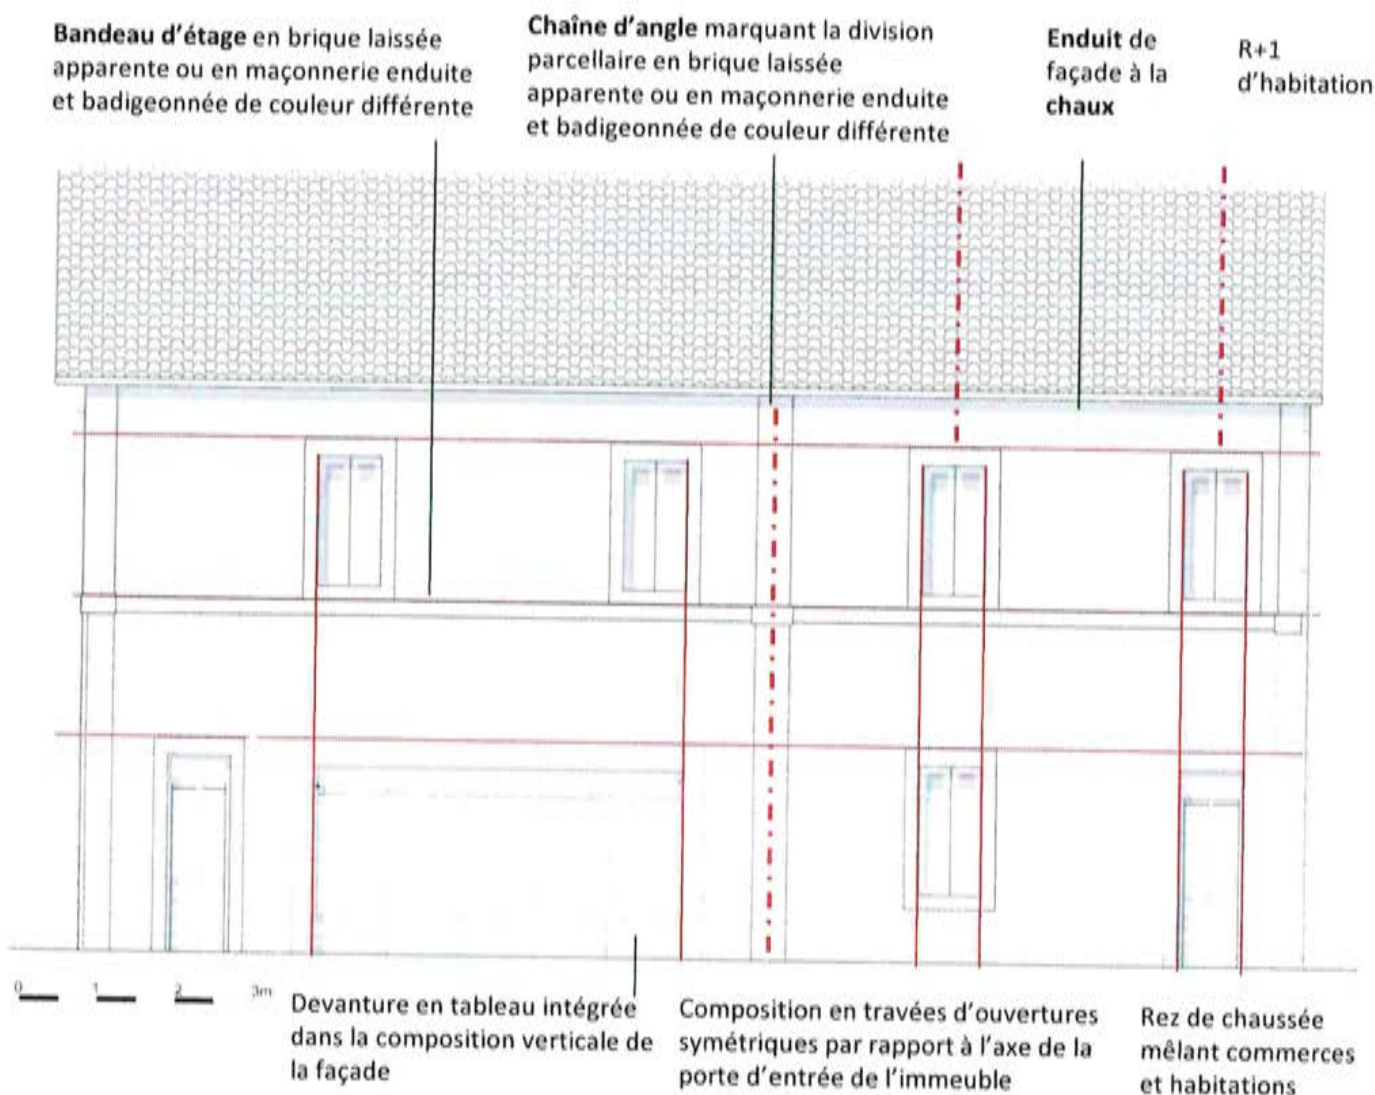 Bandeau d'étage en brique laissée
apparente ou en maçonnerie enduite
et badigeonnée de couleur différente
Chaîne d'angle marquant la division
parcellaire en brique laissée
apparente ou en maçonnerie enduite
et badigeonnée de couleur différente
Enduit de
façade à la
chaux
R+1
d'habitation
0 1 2 3m
Devanture en tableau intégrée
dans la composition verticale de
la façade
Composition en travées d'ouvertures
symétriques par rapport à l'axe de la
porte d'entrée de l'immeuble
Rez de chaussée
mêlant commerces
et habitations